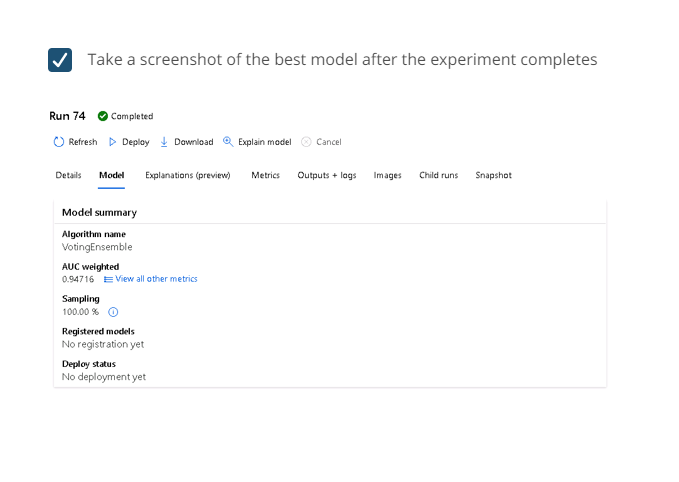 Take a screenshot of the best model after the experiment completes
Run 74 Completed
Refresh Deploy Download Explain model Cancel
Details Model Explanations (preview) Metrics Outputs + logs Images Child runs Snapshot
Model summary
Algorithm name
VotingEnsemble
AUC weighted
0.94716 View all other metrics
Sampling
100.00 %
Registered models
No registration yet
Deploy status
No deployment yet